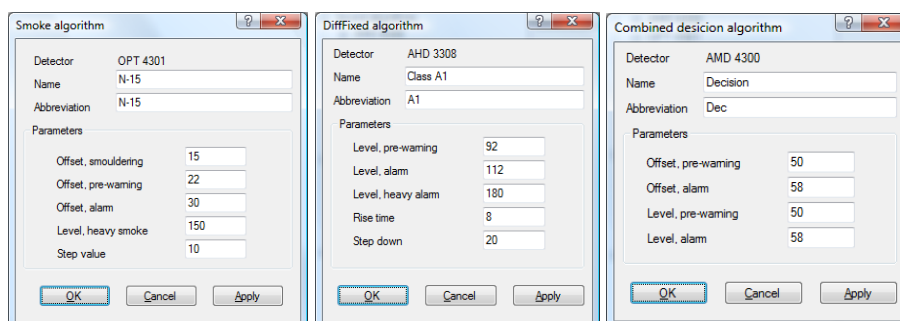 Smoke algorithm
Detector OPT 4301
Name N-15
Abbreviation N-15
Parameters
Offset, smouldering 15
Offset, pre-warning 22
Offset, alarm 30
Level, heavy smoke 150
Step value 10
OK Cancel Apply
DiffFixed algorithm
Detector AHD 3308
Name Class A1
Abbreviation A1
Parameters
Level, pre-warning 92
Level, alarm 112
Level, heavy alarm 180
Rise time 8
Step down 20
OK Cancel Apply
Combined desicion algorithm
Detector AMD 4300
Name Decision
Abbreviation Dec
Parameters
Offset, pre-warning 50
Offset, alarm 58
Level, pre-warning 50
Level, alarm 58
OK Cancel Apply